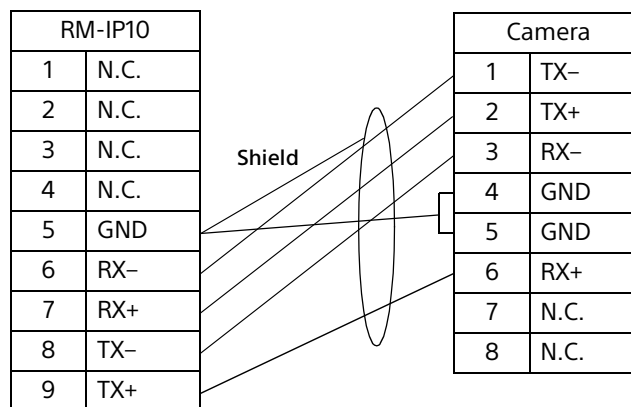 RM-IP10
1 N.C.
2 N.C.
3 N.C.
4 N.C.
5 GND
6 RX–
7 RX+
8 TX–
9 TX+
Shield
Camera
1 TX–
2 TX+
3 RX–
4 GND
5 GND
6 RX+
7 N.C.
8 N.C.